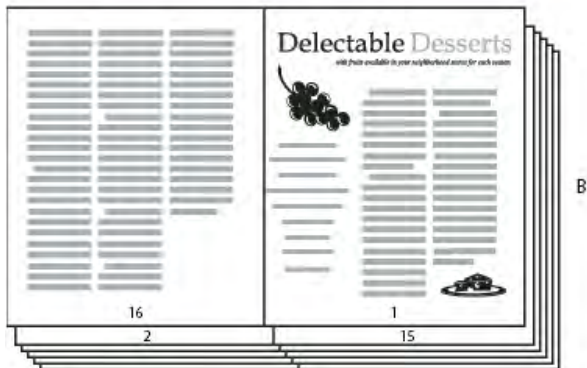 Delectable Desserts
with fruits available in your neighborhood stores for each season
B
16
1
2
15